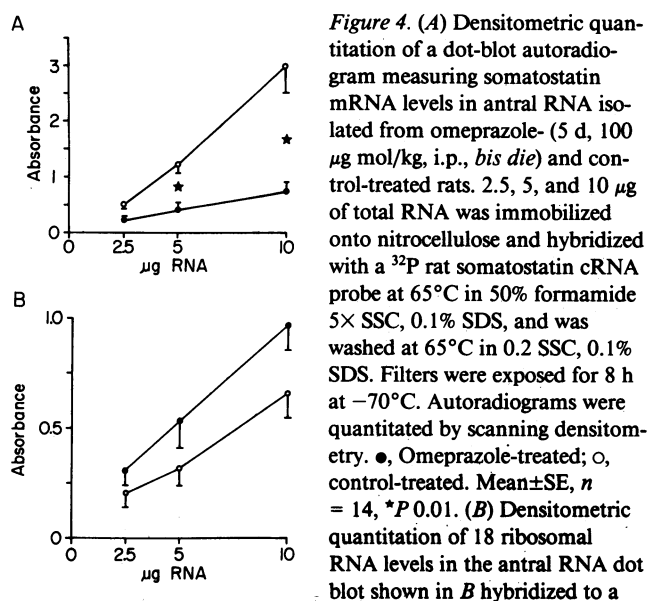 A
3
2
1
0
Absorbance
★
★
0
2.5
5
10
µg RNA
B
1.0
0.5
0
Absorbance
0
2.5
5
10
µg RNA
Figure 4. (A) Densitometric quan-
titation of a dot-blot autoradio-
gram measuring somatostatin
mRNA levels in antral RNA iso-
lated from omeprazole- (5 d, 100
µg mol/kg, i.p., bis die) and con-
trol-treated rats. 2.5, 5, and 10 µg
of total RNA was immobilized
onto nitrocellulose and hybridized
with a ³²P rat somatostatin cRNA
probe at 65°C in 50% formamide
5× SSC, 0.1% SDS, and was
washed at 65°C in 0.2 SSC, 0.1%
SDS. Filters were exposed for 8 h
at −70°C. Autoradiograms were
quantitated by scanning densitom-
etry. ●, Omeprazole-treated; ○,
control-treated. Mean±SE, n
= 14, *P 0.01. (B) Densitometric
quantitation of 18 ribosomal
RNA levels in the antral RNA dot
blot shown in B hybridized to a